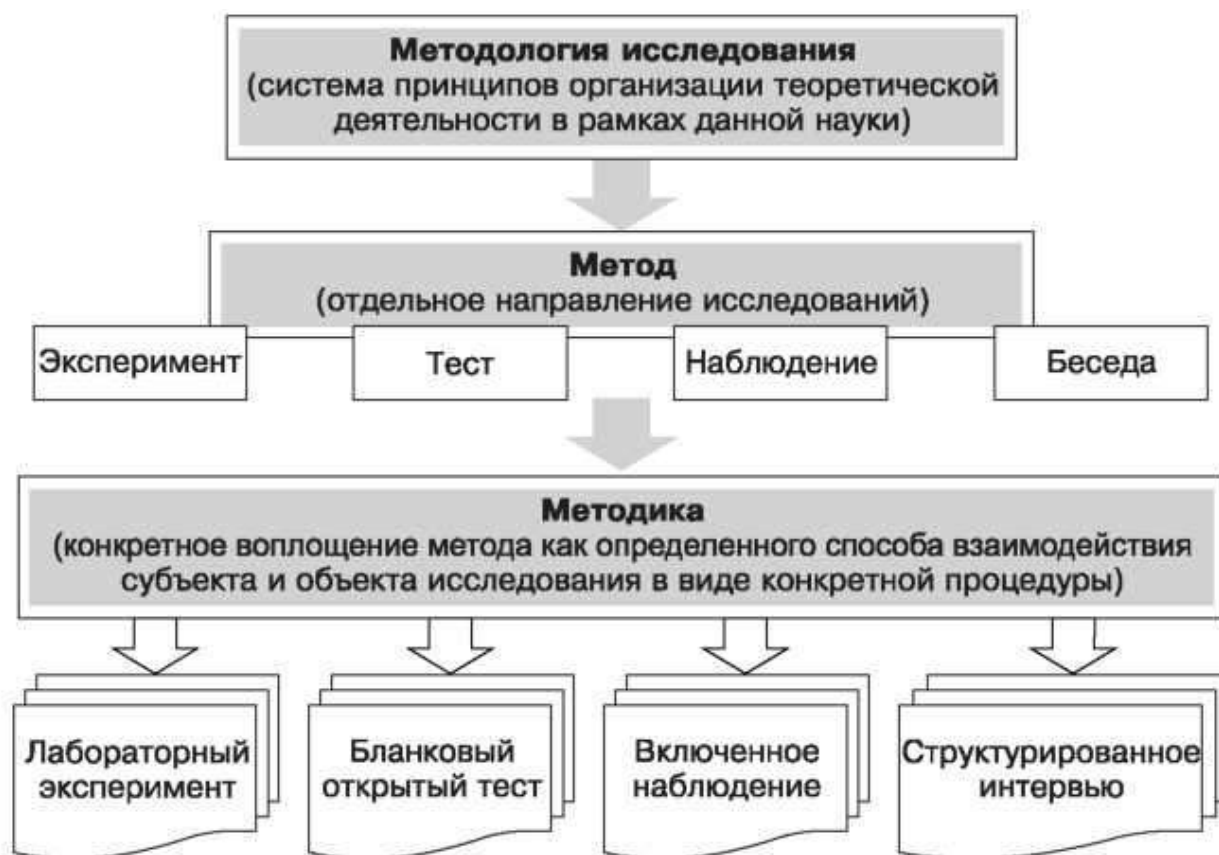 Методология исследования
(система принципов организации теоретической
деятельности в рамках данной науки)
Метод
(отдельное направление исследований)
Эксперимент
Тест
Наблюдение
Беседа
Методика
(конкретное воплощение метода как определенного способа взаимодействия
субъекта и объекта исследования в виде конкретной процедуры)
Лабораторный
эксперимент
Бланковый
открытый тест
Включенное
наблюдение
Структурированное
интервью